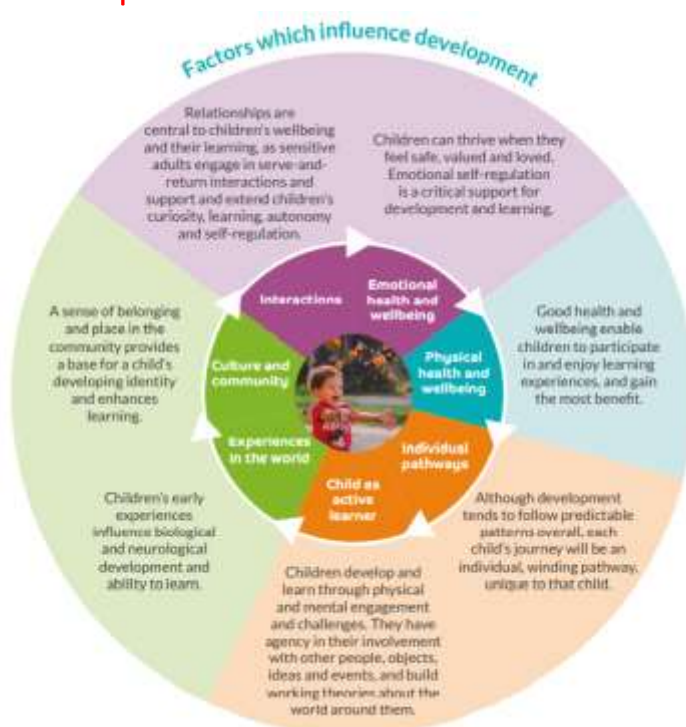 Factors which influence development
Relationships are
central to children's wellbeing
and their learning, as sensitive
adults engage in serve-and-
return interactions and
support and extend children's
curiosity, learning, autonomy
and self-regulation.
Children can thrive when they
feel safe, valued and loved.
Emotional self-regulation
is a critical support for
development and learning.
Interactions
Emotional
health and
wellbeing
A sense of belonging
and place in the
community provides
a base for a child's
developing identity
and enhances
learning.
Culture and
community
Physical
health and
wellbeing
Good health and
wellbeing enable
children to participate
in and enjoy learning
experiences, and gain
the most benefit.
Experiences
in the world
Individual
pathways
Child as
active
learner
Children's early
experiences
influence biological
and neurological
development and
ability to learn.
Although development
tends to follow predictable
patterns overall, each
child's journey will be an
individual, winding pathway,
unique to that child.
Children develop and
learn through physical
and mental engagement
and challenges. They have
agency in their involvement
with other people, objects,
ideas and events, and build
working theories about the
world around them.